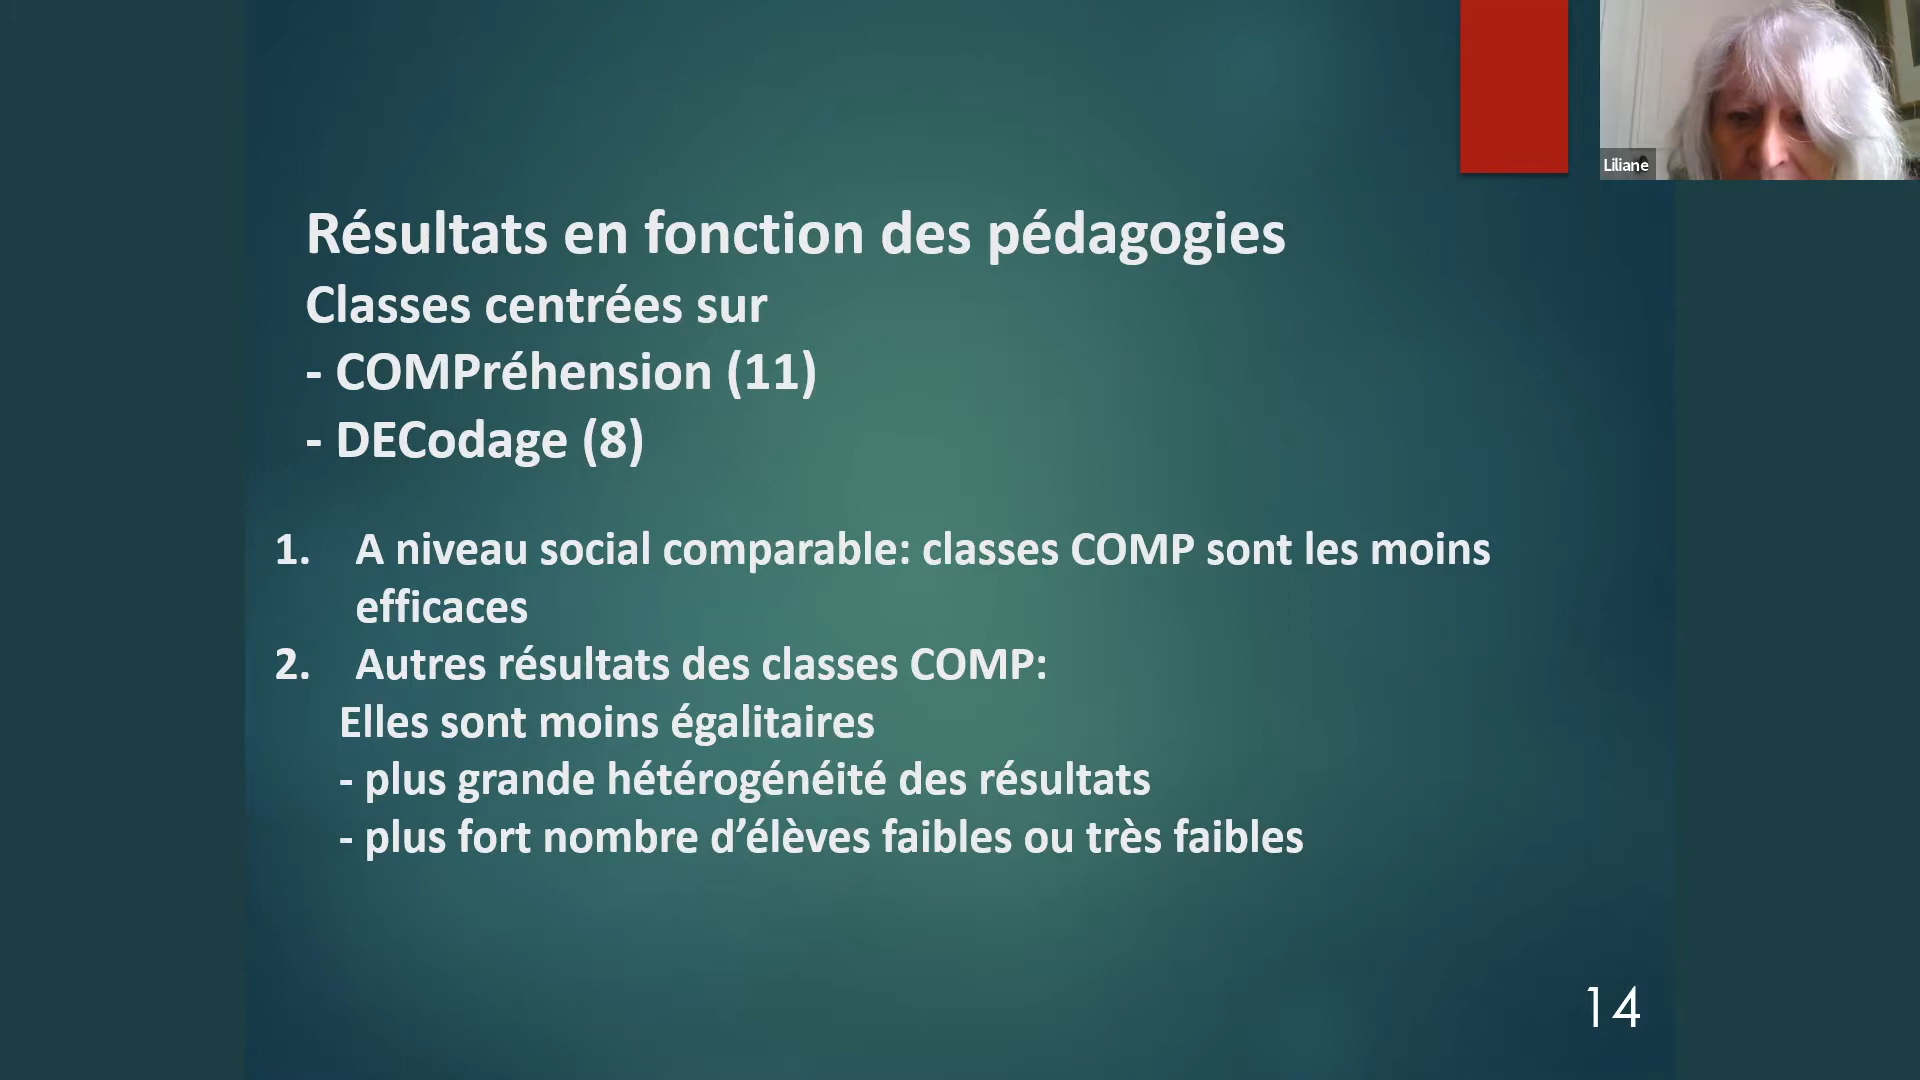 Liliane
Résultats en fonction des pédagogies
Classes centrées sur
- COMPréhension (11)
- DECodage (8)
1. A niveau social comparable: classes COMP sont les moins
efficaces
2. Autres résultats des classes COMP:
Elles sont moins égalitaires
- plus grande hétérogénéité des résultats
- plus fort nombre d’élèves faibles ou très faibles
14